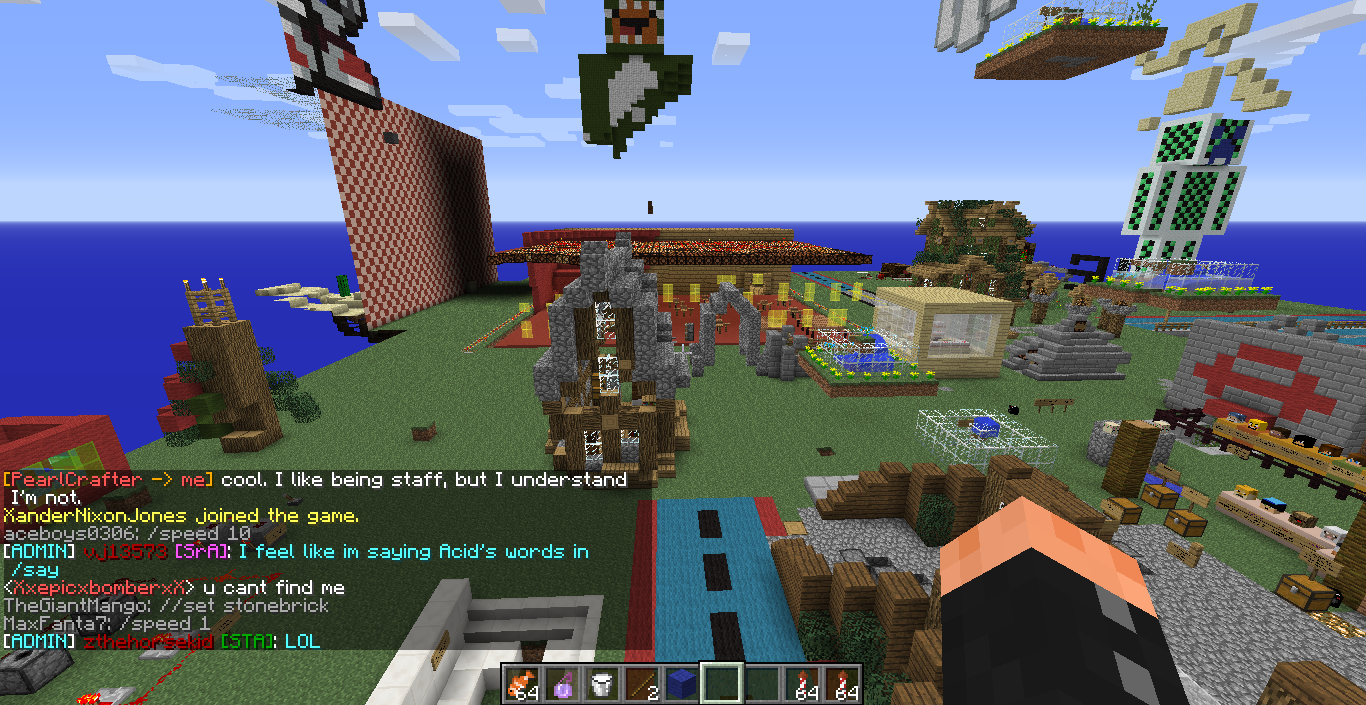 [PearlCrafter -> me] cool. I like being staff, but I understand
I'm not.
XanderNixonJones joined the game.
aceboys0306: /speed 10
[ADMIN] vj13573 [SrA]: I feel like im saying Acid's words in
/say
<XxepicxbomberxX> u cant find me
TheGiantMango: //set stonebrick
MaxFanta7: /speed 1
[ADMIN] zthehorsekid [STA]: LOL
64
2
64
64